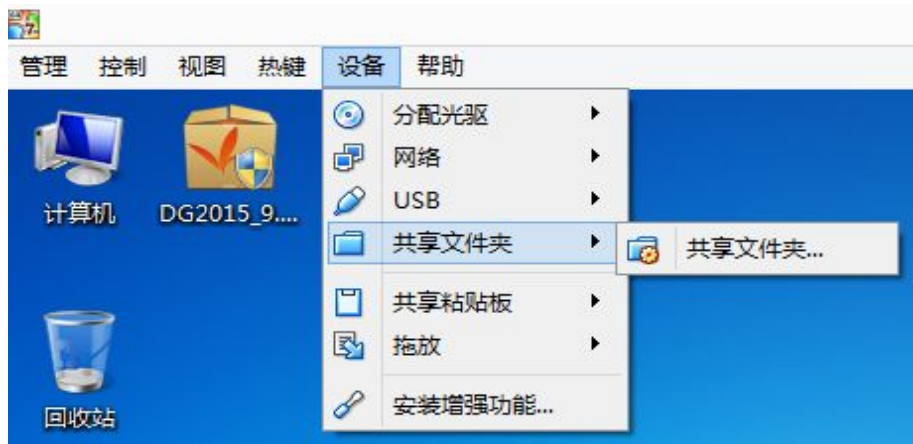 管理 控制 视图 热键 设备 帮助
分配光驱
网络
USB
共享文件夹
共享文件夹...
共享粘贴板
拖放
安装增强功能...
计算机 DG2015_9....
回收站